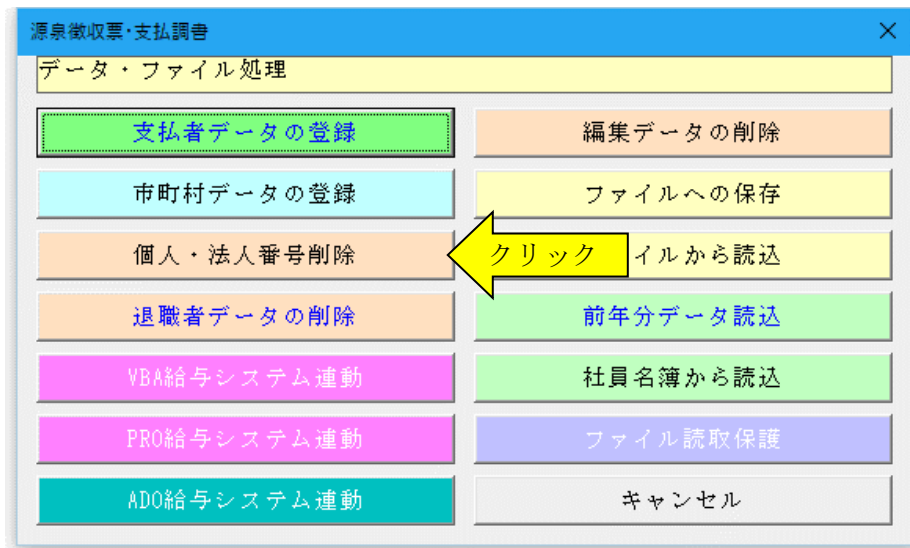 源泉徴収票･支払調書
データ・ファイル処理
支払者データの登録
編集データの削除
市町村データの登録
ファイルへの保存
個人・法人番号削除
クリック
イルから読込
退職者データの削除
前年分データ読込
VBA給与システム連動
社員名簿から読込
PRO給与システム連動
ファイル読取保護
ADO給与システム連動
キャンセル